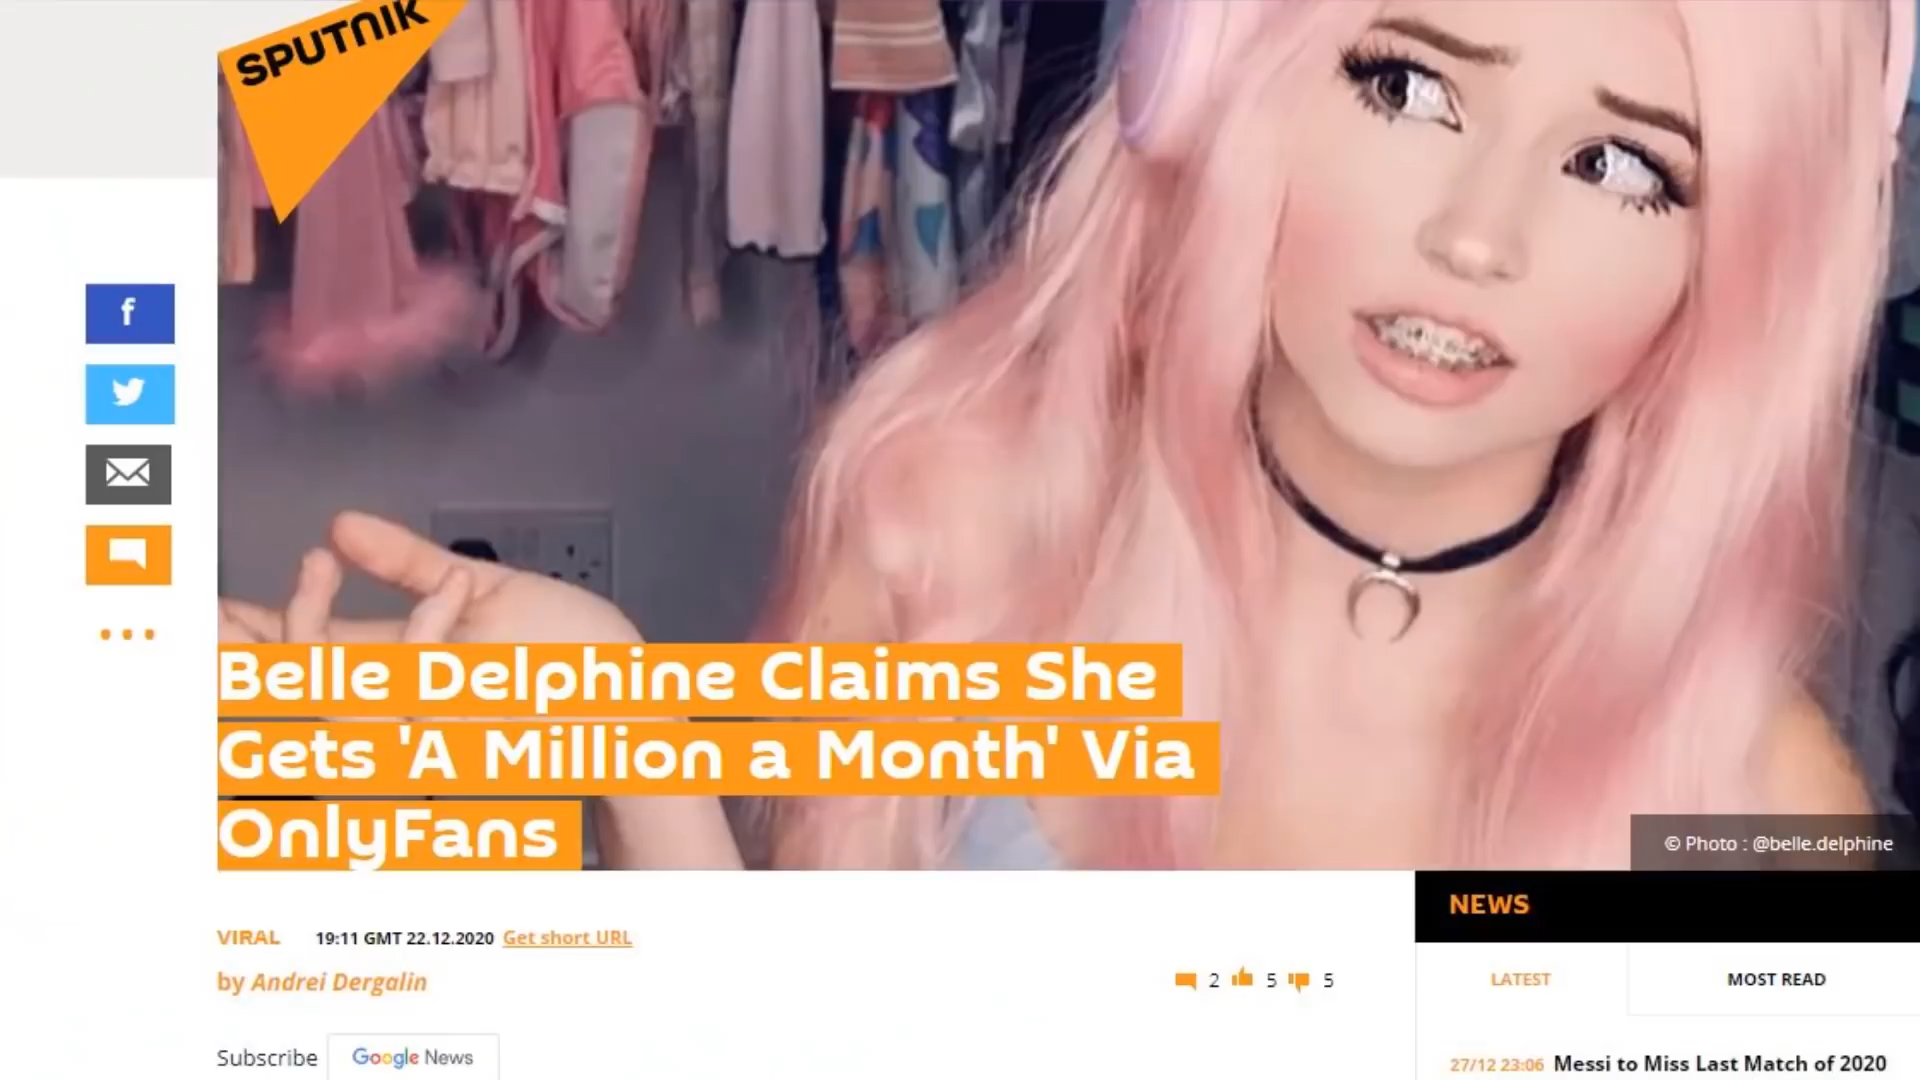 SPUTNIK
f
Belle Delphine Claims She
Gets 'A Million a Month' Via
OnlyFans
© Photo : @belle.delphine
NEWS
VIRAL 19:11 GMT 22.12.2020 Get short URL
LATEST MOST READ
by Andrei Dergalin
2 5 5
Subscribe Google News
27/12 23:06 Messi to Miss Last Match of 2020